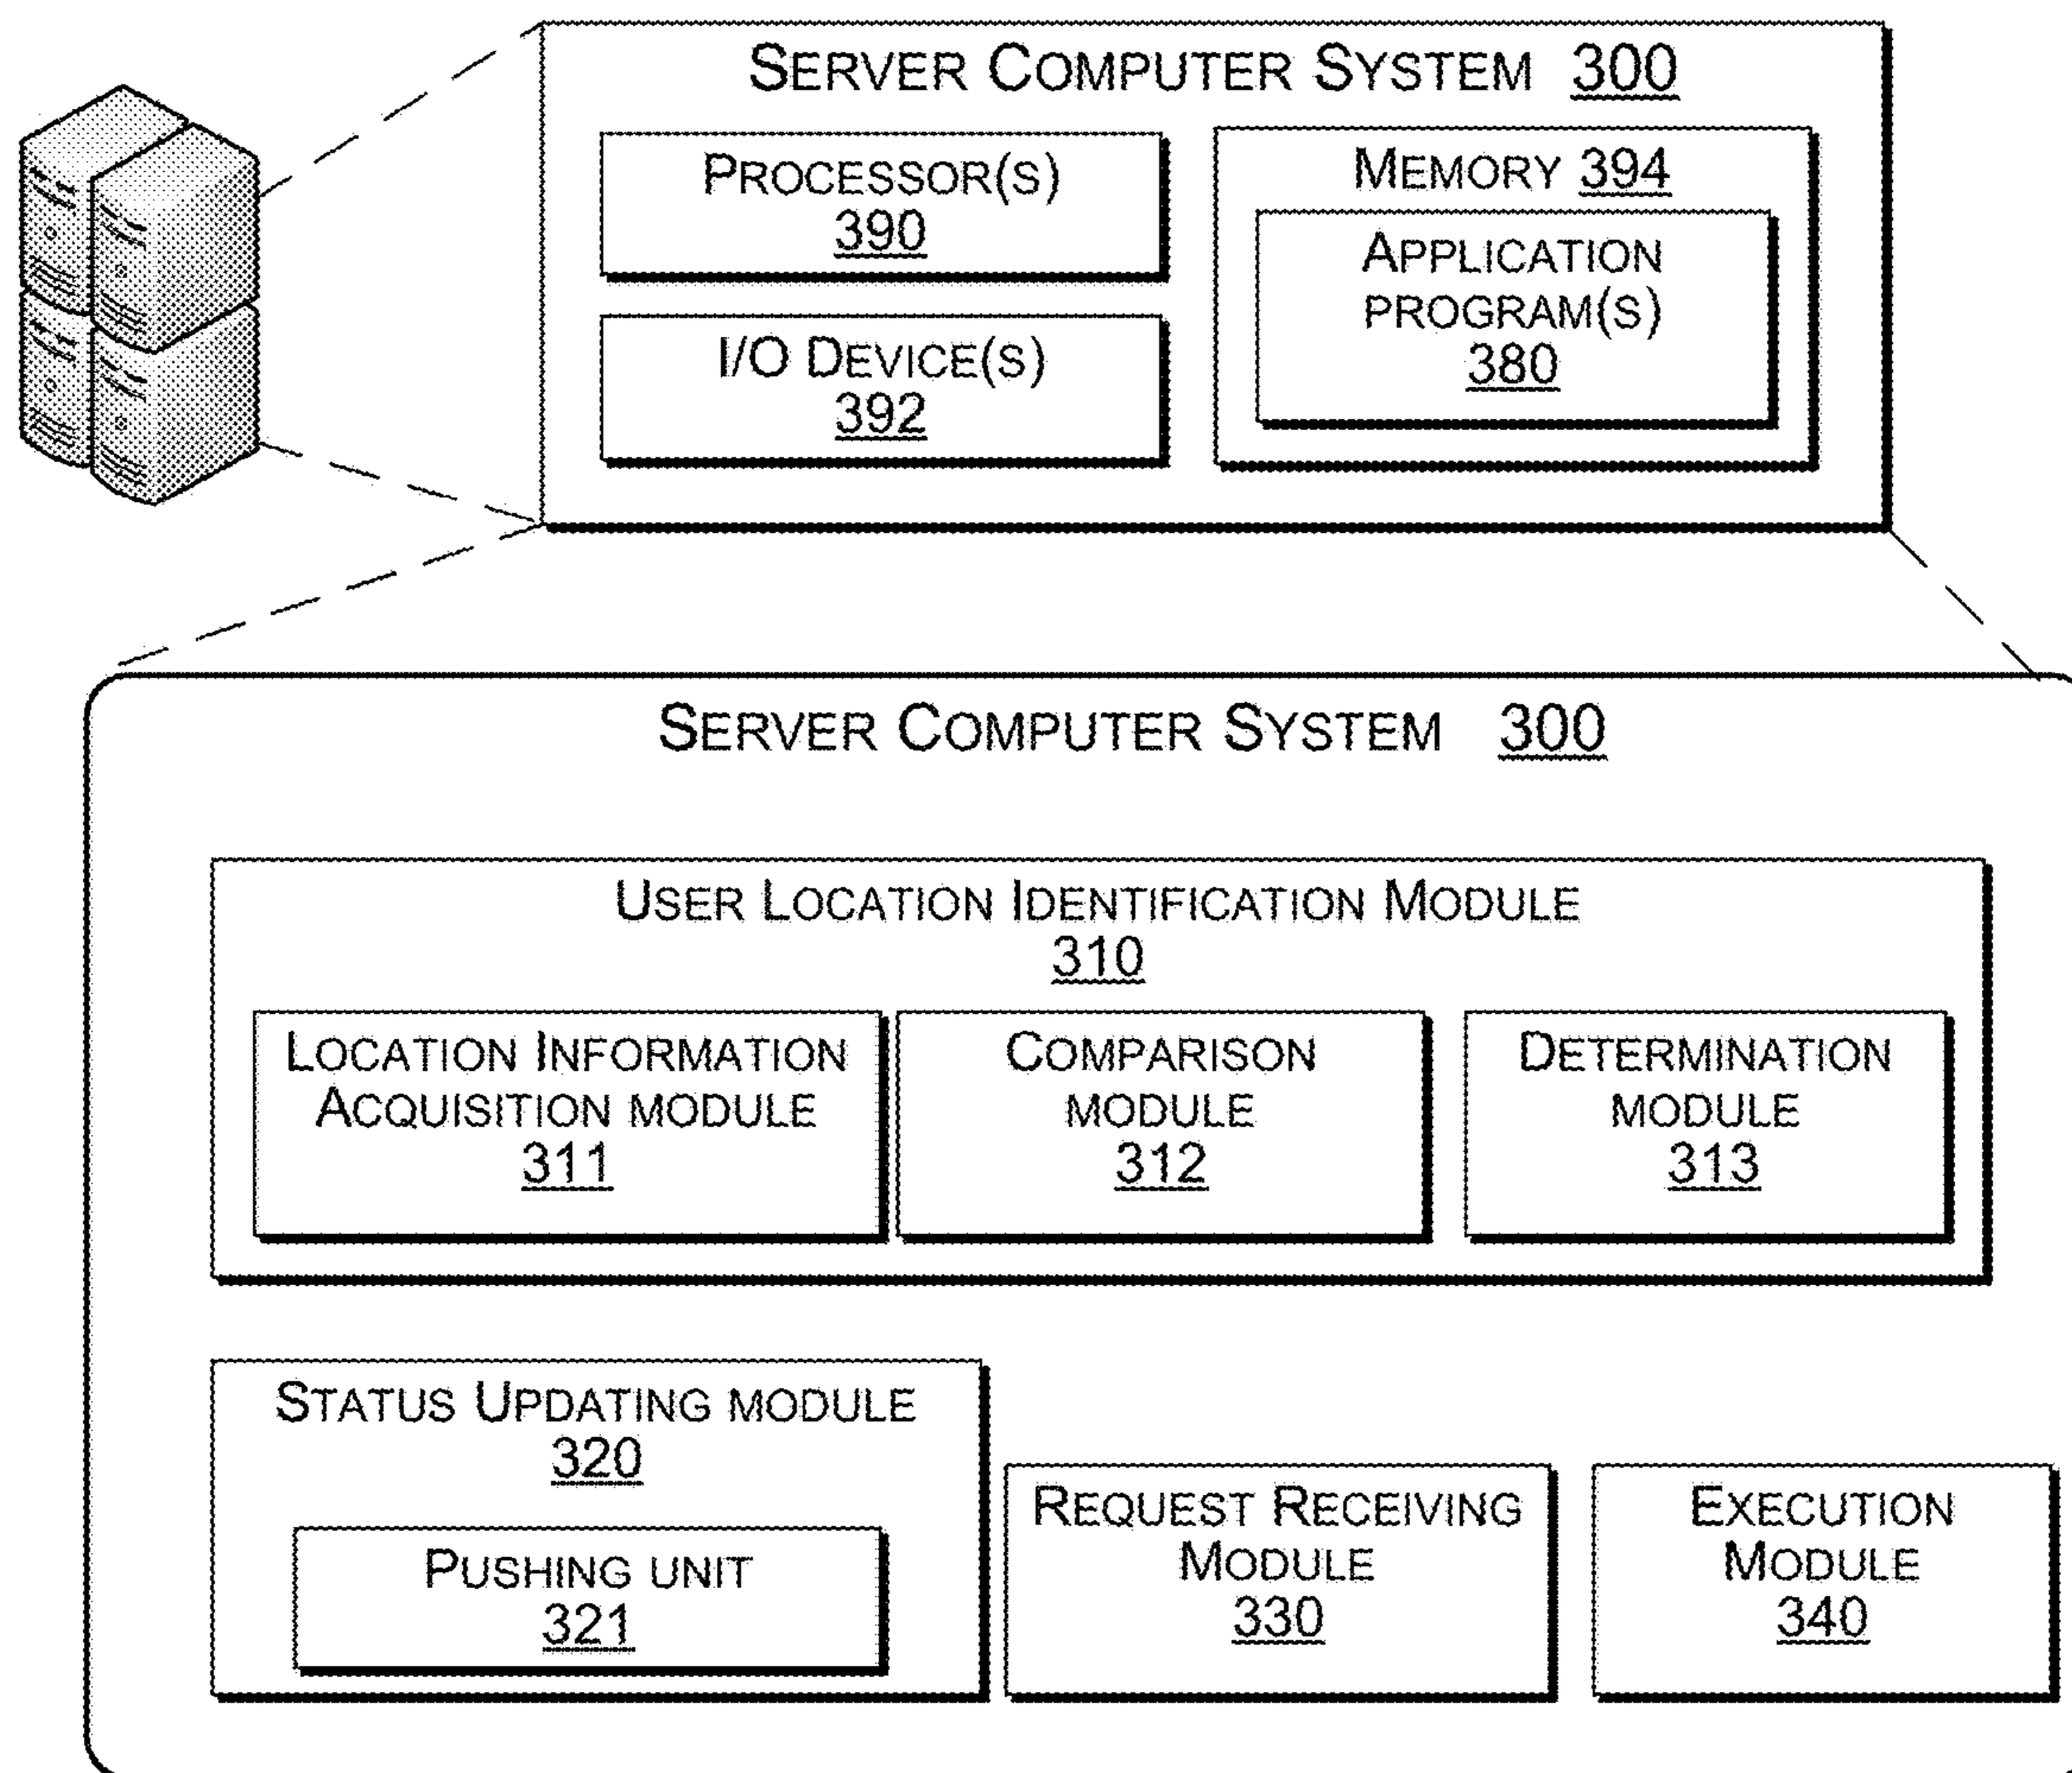 SERVER COMPUTER SYSTEM 300
PROCESSOR(S)
390
I/O DEVICE(S)
392
MEMORY 394
APPLICATION
PROGRAM(S)
380
SERVER COMPUTER SYSTEM 300
USER LOCATION IDENTIFICATION MODULE
310
LOCATION INFORMATION
ACQUISITION MODULE
311
COMPARISON
MODULE
312
DETERMINATION
MODULE
313
STATUS UPDATING MODULE
320
PUSHING UNIT
321
REQUEST RECEIVING
MODULE
330
EXECUTION
MODULE
340